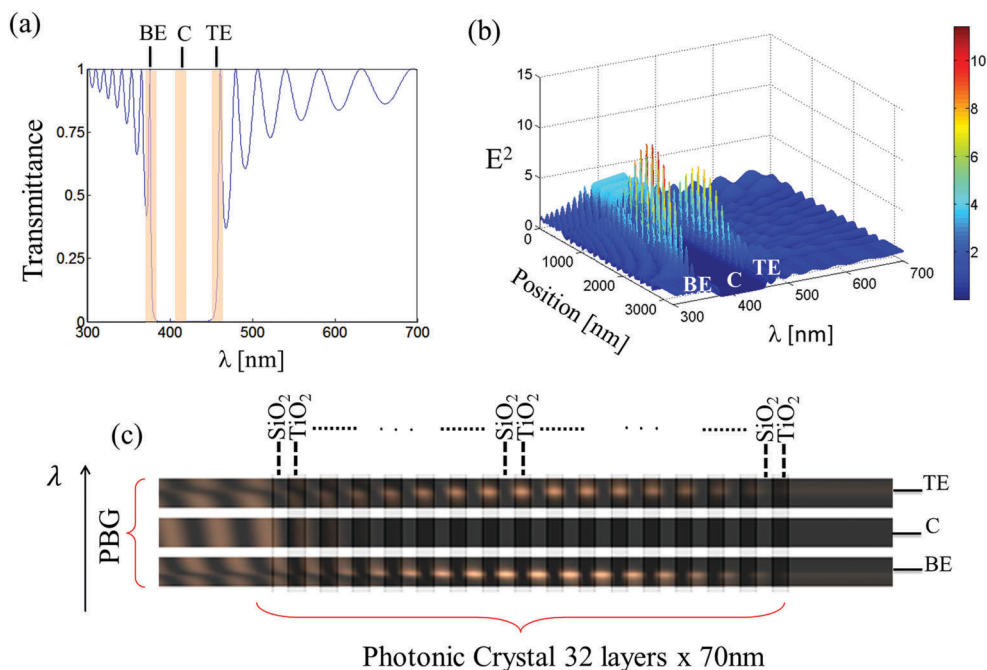 (a)
BE C TE
1
0.75
0.5
0.25
0
Transmittance
300 400 500 600 700
λ [nm]
(b)
15
10
5
0
E²
0
1000
2000
3000
Position [nm]
300
400
500
600
700
λ [nm]
BE C TE
10
8
6
4
2
(c)
SiO₂
TiO₂
........ . . . ........
SiO₂
TiO₂
........ . . . ........
SiO₂
TiO₂
λ
PBG
TE
C
BE
Photonic Crystal 32 layers x 70nm